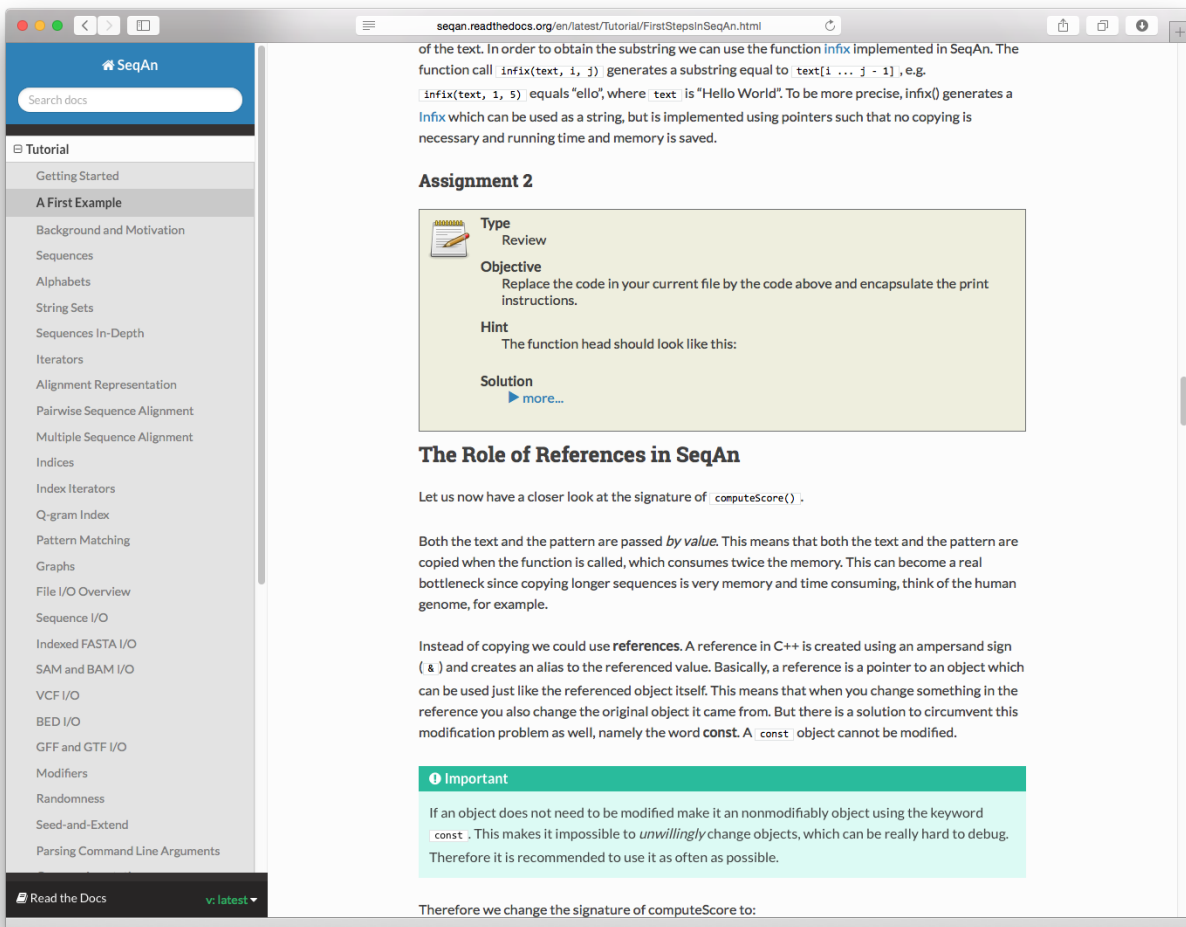 seqan.readthedocs.org/en/latest/Tutorial/FirstStepsInSeqAn.html
SeqAn
Search docs
Tutorial
Getting Started
A First Example
Background and Motivation
Sequences
Alphabets
String Sets
Sequences In-Depth
Iterators
Alignment Representation
Pairwise Sequence Alignment
Multiple Sequence Alignment
Indices
Index Iterators
Q-gram Index
Pattern Matching
Graphs
File I/O Overview
Sequence I/O
Indexed FASTA I/O
SAM and BAM I/O
VCF I/O
BED I/O
GFF and GTF I/O
Modifiers
Randomness
Seed-and-Extend
Parsing Command Line Arguments
Read the Docs
v: latest
of the text. In order to obtain the substring we can use the function infix implemented in SeqAn. The
function call infix(text, i, j) generates a substring equal to text[i ... j - 1] , e.g.
infix(text, 1, 5) equals “ello”, where text is “Hello World”. To be more precise, infix() generates a
Infix which can be used as a string, but is implemented using pointers such that no copying is
necessary and running time and memory is saved.
Assignment 2
Type
Review
Objective
Replace the code in your current file by the code above and encapsulate the print
instructions.
Hint
The function head should look like this:
Solution
more...
The Role of References in SeqAn
Let us now have a closer look at the signature of computeScore() .
Both the text and the pattern are passed by value. This means that both the text and the pattern are
copied when the function is called, which consumes twice the memory. This can become a real
bottleneck since copying longer sequences is very memory and time consuming, think of the human
genome, for example.
Instead of copying we could use references. A reference in C++ is created using an ampersand sign
( & ) and creates an alias to the referenced value. Basically, a reference is a pointer to an object which
can be used just like the referenced object itself. This means that when you change something in the
reference you also change the original object it came from. But there is a solution to circumvent this
modification problem as well, namely the word const. A const object cannot be modified.
Important
If an object does not need to be modified make it an nonmodifiably object using the keyword
const . This makes it impossible to unwillingly change objects, which can be really hard to debug.
Therefore it is recommended to use it as often as possible.
Therefore we change the signature of computeScore to: